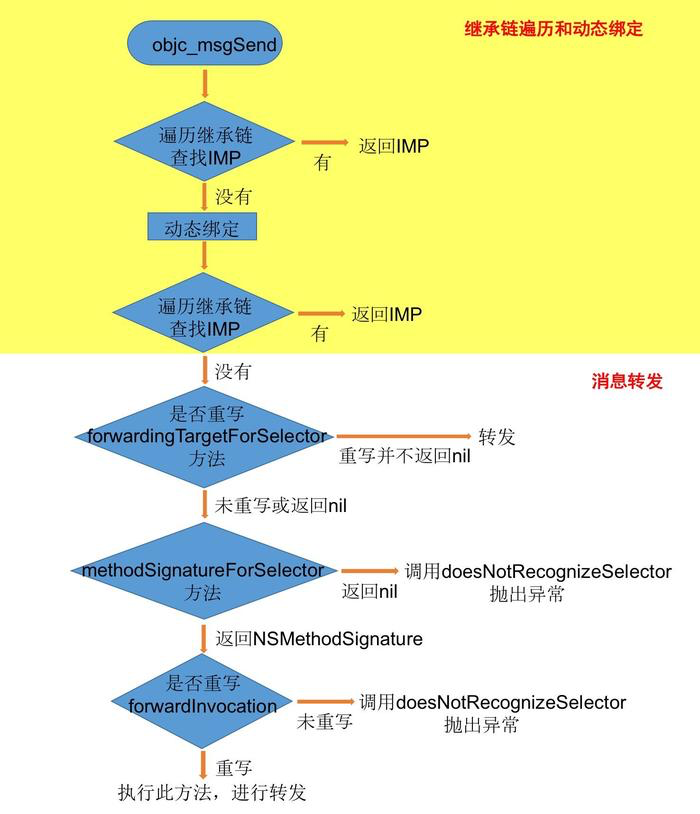 继承链遍历和动态绑定
objc_msgSend
遍历继承链
查找IMP
有
返回IMP
没有
动态绑定
遍历继承链
查找IMP
有
返回IMP
没有
消息转发
是否重写
forwardingTargetForSelector
方法
重写并不返回nil
转发
未重写或返回nil
methodSignatureForSelector
方法
返回nil
调用doesNotRecognizeSelector
抛出异常
返回NSMethodSignature
是否重写
forwardInvocation
未重写
调用doesNotRecognizeSelector
抛出异常
重写
执行此方法，进行转发